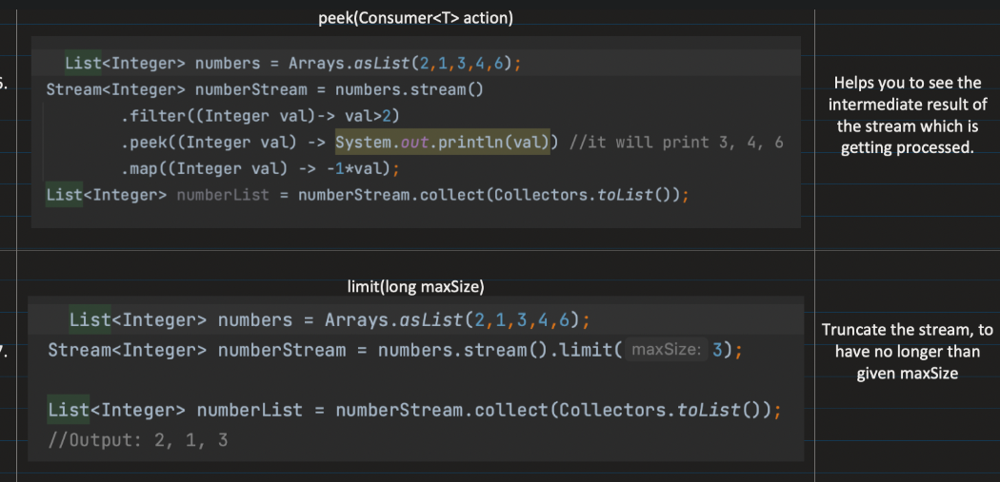 peek(Consumer<T> action)
6.
List<Integer> numbers = Arrays.asList(2,1,3,4,6);
Stream<Integer> numberStream = numbers.stream()
.filter((Integer val)-> val>2)
.peek((Integer val) -> System.out.println(val)) //it will print 3, 4, 6
.map((Integer val) -> -1*val);
List<Integer> numberList = numberStream.collect(Collectors.toList());
Helps you to see the
intermediate result of
the stream which is
getting processed.
limit(long maxSize)
7.
List<Integer> numbers = Arrays.asList(2,1,3,4,6);
Stream<Integer> numberStream = numbers.stream().limit( maxSize: 3);
List<Integer> numberList = numberStream.collect(Collectors.toList());
//Output: 2, 1, 3
Truncate the stream, to
have no longer than
given maxSize